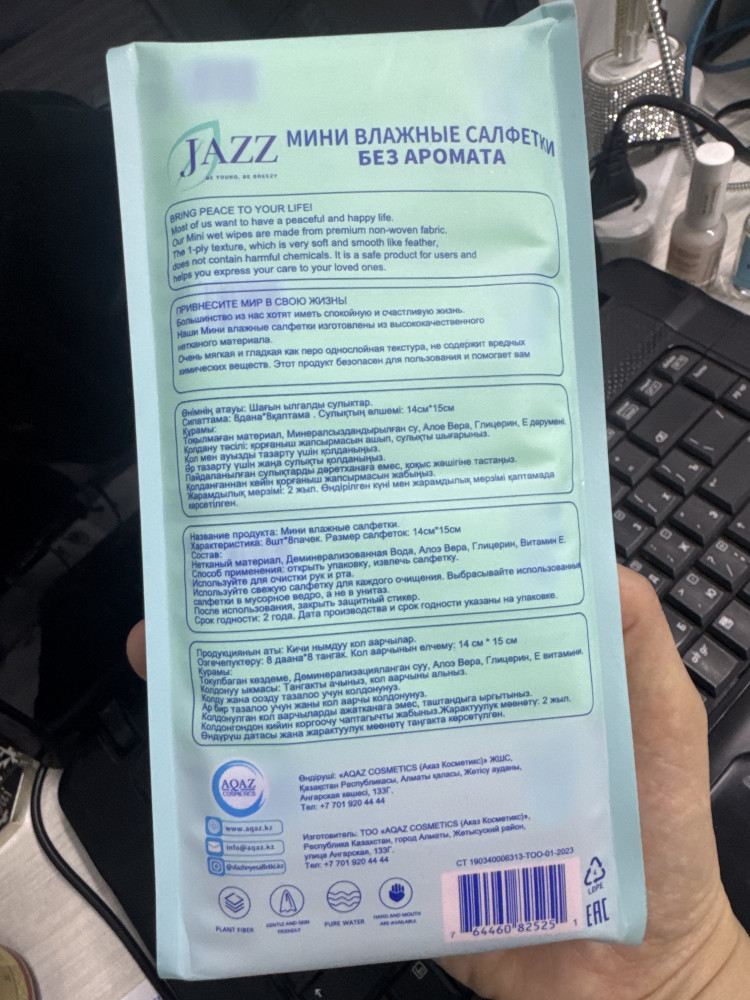 JAZZ
BE YOUNG, BE BREEZY
МИНИ ВЛАЖНЫЕ САЛФЕТКИ
БЕЗ АРОМАТА
BRING PEACE TO YOUR LIFE!
Most of us want to have a peaceful and happy life.
Our Mini wet wipes are made from premium non-woven fabric.
The 1-ply texture, which is very soft and smooth like feather,
does not contain harmful chemicals. It is a safe product for users and
helps you express your care to your loved ones.
ПРИВНЕСИТЕ МИР В СВОЮ ЖИЗНЬ!
Большинство из нас хотят иметь спокойную и счастливую жизнь.
Наши Мини влажные салфетки изготовлены из высококачественного
нетканого материала.
Очень мягкая и гладкая как перо однослойная текстура, не содержит вредных
химических веществ. Этот продукт безопасен для пользования и помогает вам
Өнімнің атауы: Шағын ылғалды сулықтар.
Сипаттама: 8дана*8қаптама . Сулықтың өлшемі: 14см*15см
Құрамы:
Тоқылмаған материал, Минералсыздандырылған су, Алое Вера, Глицерин, Е дәрумені.
Қолдану тәсілі: қорғаныш жапсырмасын ашып, сулықты шығарыңыз.
Қол мен ауызды тазарту үшін қолданыңыз.
Әр тазарту үшін жаңа сулықты қолданыңыз.
Пайдаланылған сулықтарды дәретханаға емес, қоқыс жәшігіне тастаңыз.
Қолданғаннан кейін қорғаныш жапсырмасын жабыңыз.
Жарамдылық мерзімі: 2 жыл. Өндірілген күні мен жарамдылық мерзімі қаптамада
көрсетілген.
Название продукта: Мини влажные салфетки.
Характеристика: 8шт*8пачек. Размер салфеток: 14см*15см
Состав:
Нетканый материал, Деминерализованная Вода, Алоэ Вера, Глицерин, Витамин Е.
Способ применения: открыть упаковку, извлечь салфетку.
Используйте для очистки рук и рта.
Используйте свежую салфетку для каждого очищения. Выбрасывайте использованные
салфетки в мусорное ведро, а не в унитаз.
После использования, закрыть защитный стикер.
Срок годности: 2 года. Дата производства и срок годности указаны на упаковке.
Продукциянын аты: Кичи нымдуу кол аарчылар.
Озгөчөлүктөрү: 8 даана*8 таңгак. Кол аарчынын өлчөмү: 14 см * 15 см
Курамы:
Токулбаган кездеме, Деминерализацияланган суу, Алоэ Вера, Глицерин, Е витамини.
Колдонуу ыкмасы: Таңгакты ачыңыз, кол аарчыны алыңыз.
Колду жана оозду тазалоо үчүн колдонуңуз.
Ар бир тазалоо үчүн жаңы кол аарчы колдонуңуз.
Колдонулган кол аарчыларды ажатканага эмес, таштандыга ыргытыңыз.
Колдонгондон кийин коргоочу чаптагычты жабыңыз.Жарактуулук мөөнөтү: 2 жыл.
Өндүрүш датасы жана жарактуулук мөөнөтү таңгакта көрсөтүлгөн.
AQAZ
COSMETICS
Өндіруші: «AQAZ COSMETICS (Аказ Косметикс)» ЖШС,
Қазақстан Республикасы, Алматы қаласы, Жетісу ауданы,
Ангарская көшесі, 133Г.
Тел: +7 701 920 44 44
www.aqaz.kz
info@aqaz.kz
Изготовитель: ТОО «AQAZ COSMETICS (Аказ Косметикс)»,
Республика Казахстан, город Алматы, Жетысуский район,
улица Ангарская, 133Г.
Тел: +7 701 920 44 44
СТ 190340008313-ТОО-01-2023
PLANT FIBER
GENTLE AND SKIN
FRIENDLY
PURE WATER
HAND AND MOUTH
ARE AVAILABLE
7 64460 82525 1
LDPE
EAC